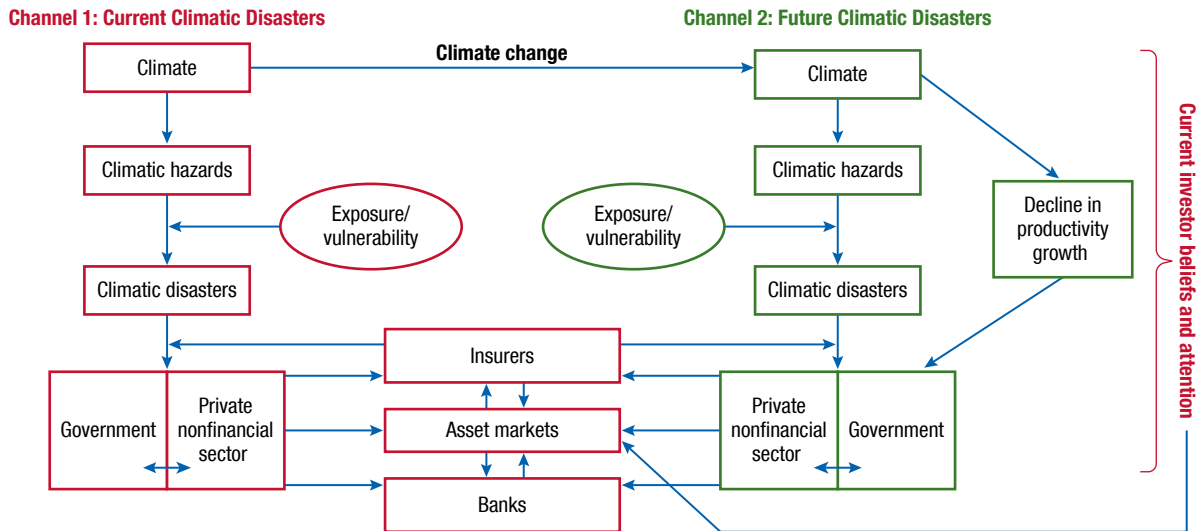 Channel 1: Current Climatic Disasters
Channel 2: Future Climatic Disasters
Climate
Climate change
Climate
Climatic hazards
Climatic hazards
Exposure/
vulnerability
Exposure/
vulnerability
Decline in
productivity
growth
Climatic disasters
Climatic disasters
Insurers
Government
Private
nonfinancial
sector
Asset markets
Private
nonfinancial
sector
Government
Banks
Current investor beliefs and attention